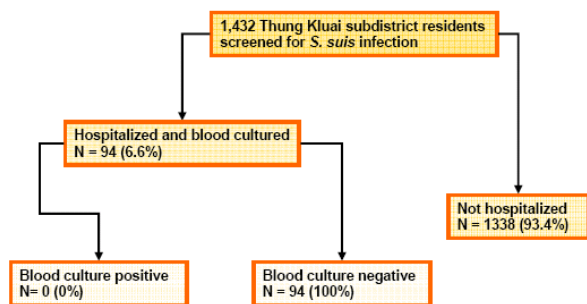 1,432 Thung Kluai subdistrict residents
screened for S. suis infection
Hospitalized and blood cultured
N = 94 (6.6%)
Not hospitalized
N = 1338 (93.4%)
Blood culture positive
N= 0 (0%)
Blood culture negative
N = 94 (100%)